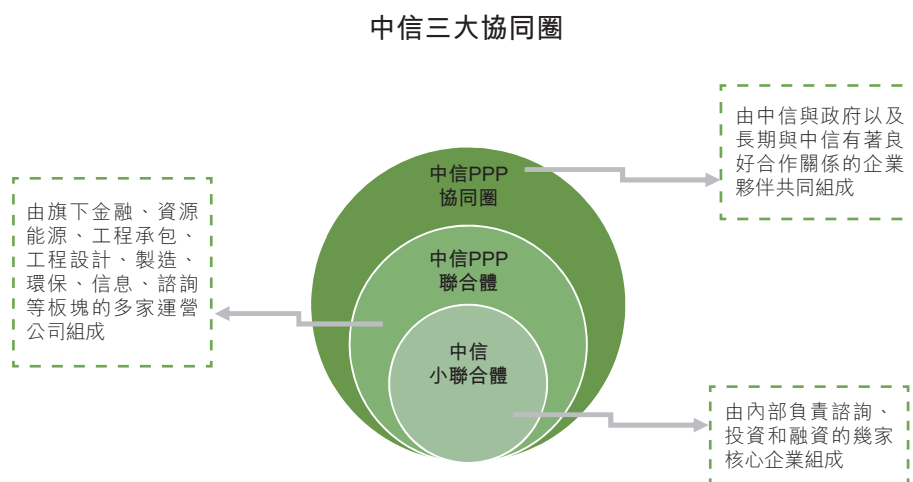 中信三大協同圈
由中信與政府以及
長期與中信有著良
好合作關係的企業
夥伴共同組成
中信PPP
協同圈
由旗下金融、資源
能源、工程承包、
工程設計、製造、
環保、信息、諮詢
等板塊的多家運營
公司組成
中信PPP
聯合體
中信
小聯合體
由內部負責諮詢、
投資和融資的幾家
核心企業組成